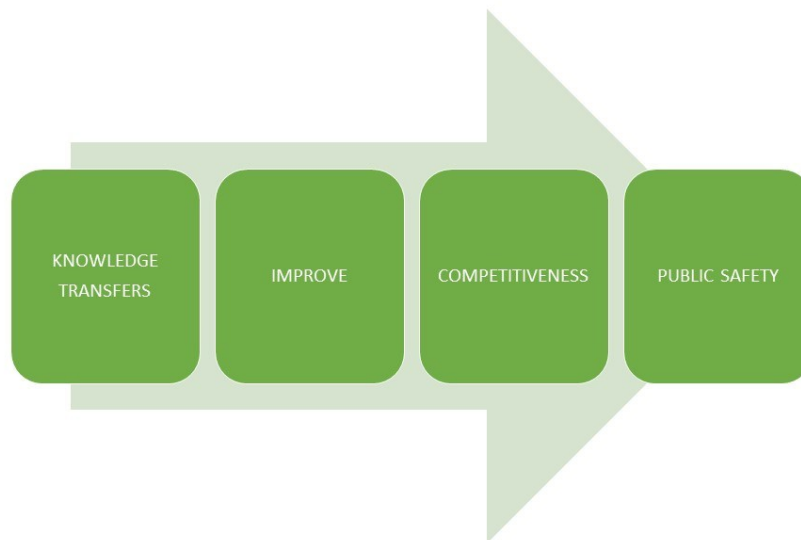 KNOWLEDGE
TRANSFERS
IMPROVE
COMPETITIVENESS
PUBLIC SAFETY